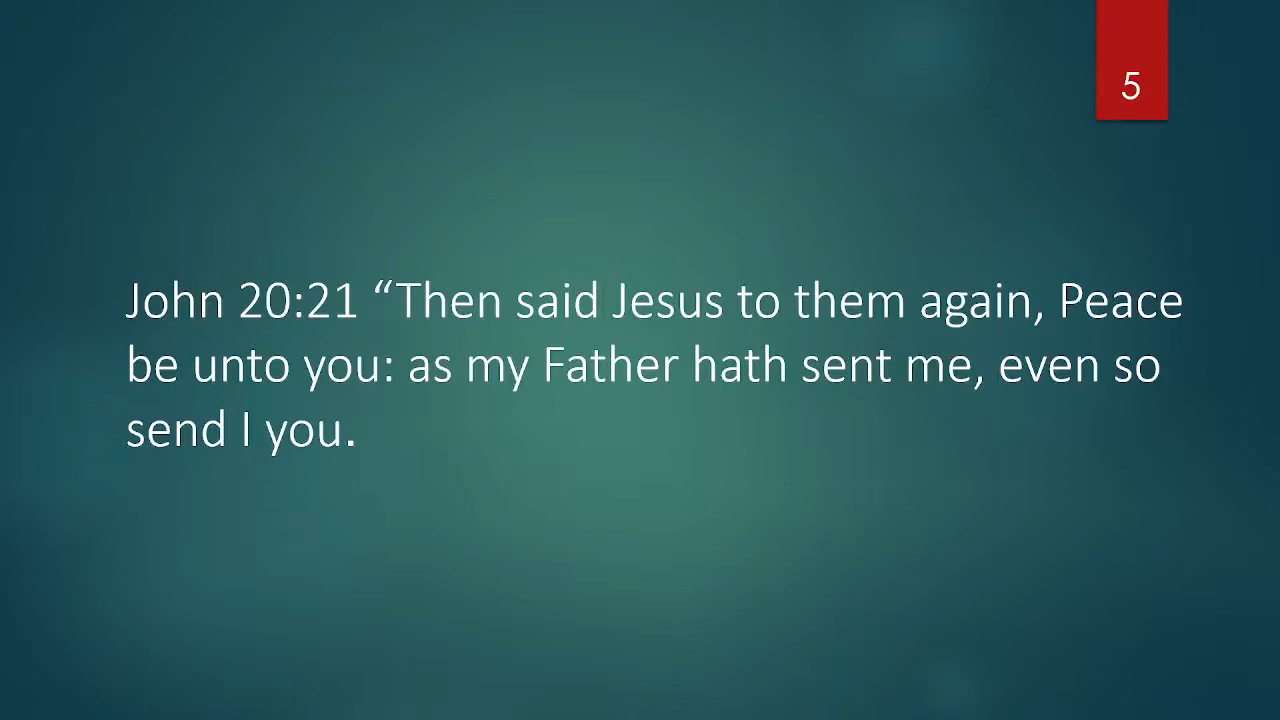 5
John 20:21 “Then said Jesus to them again, Peace
be unto you: as my Father hath sent me, even so
send I you.